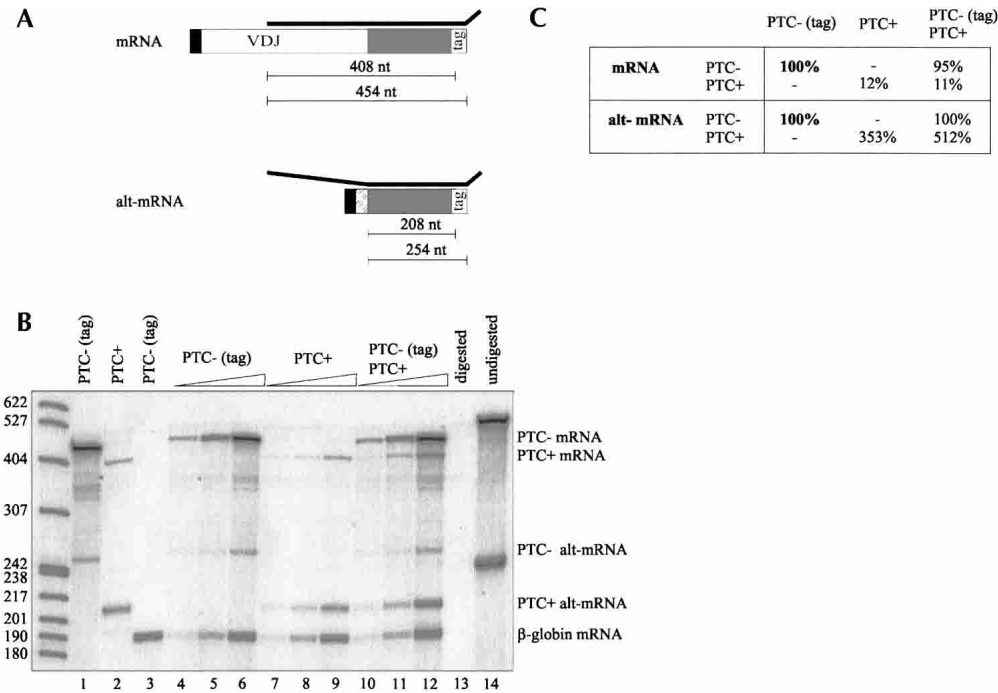 A
mRNA
VDJ
tag
408 nt
454 nt
alt-mRNA
tag
208 nt
254 nt
C
PTC- (tag) PTC+ PTC- (tag) PTC+
mRNA PTC- 100% - 95%
PTC+ - 12% 11%
alt- mRNA PTC- 100% - 100%
PTC+ - 353% 512%
B
PTC- (tag)
PTC+
PTC- (tag)
PTC- (tag)
PTC+
PTC- (tag)
PTC+
digested
undigested
622
527
404
307
242
238
217
201
190
180
PTC- mRNA
PTC+ mRNA
PTC- alt-mRNA
PTC+ alt-mRNA
β-globin mRNA
1 2 3 4 5 6 7 8 9 10 11 12 13 14